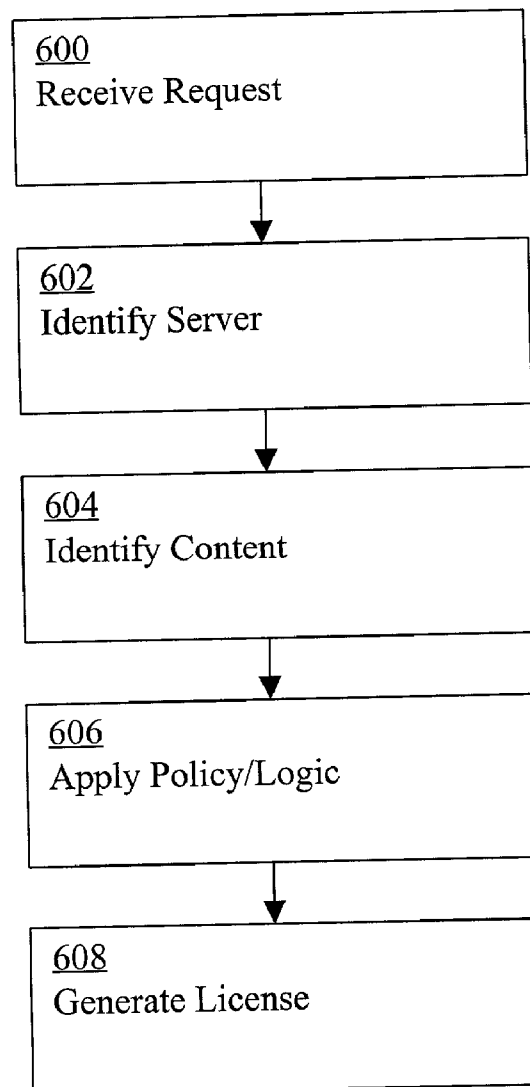 600
Receive Request
602
Identify Server
604
Identify Content
606
Apply Policy/Logic
608
Generate License